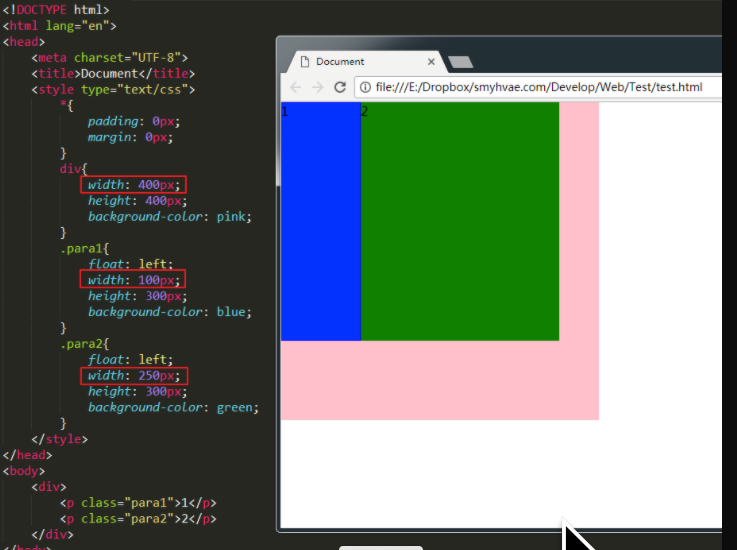 <!DOCTYPE html>
<html lang="en">
<head>
<meta charset="UTF-8">
<title>Document</title>
<style type="text/css">
*{
padding: 0px;
margin: 0px;
}
div{
width: 400px;
height: 400px;
background-color: pink;
}
.para1{
float: left;
width: 100px;
height: 300px;
background-color: blue;
}
.para2{
float: left;
width: 250px;
height: 300px;
background-color: green;
}
</style>
</head>
<body>
<div>
<p class="para1">1</p>
<p class="para2">2</p>
</div>
</body>
Document
file:///E:/Dropbox/smyhvae.com/Develop/Web/Test/test.html
1 2